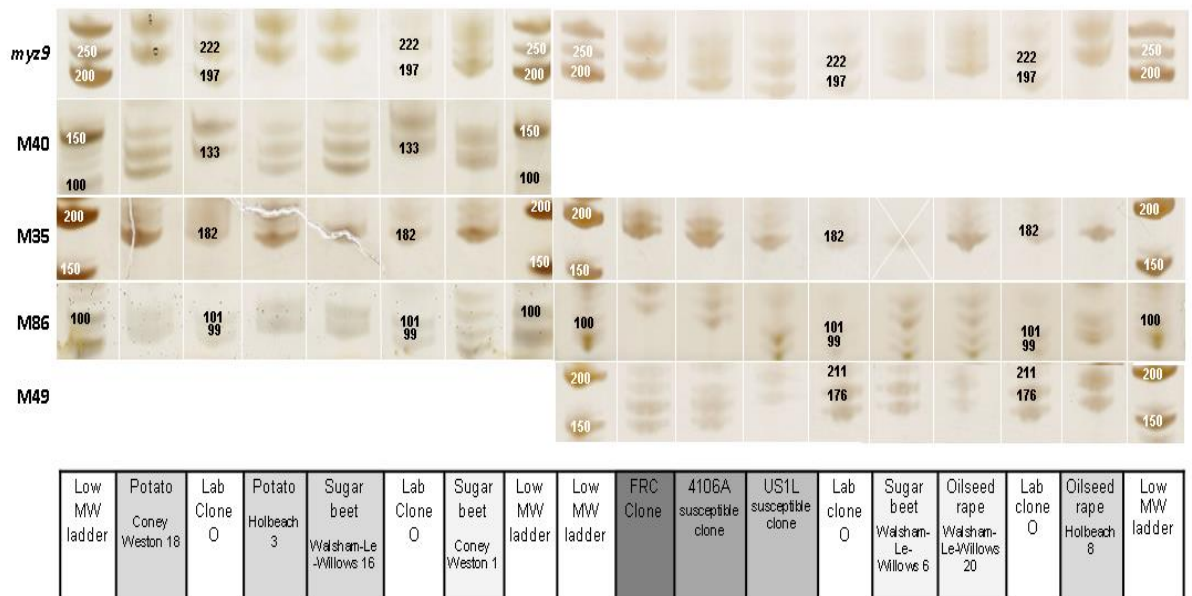 myz9 250 200 222 197 222 197 250 200 250 200 222 197 222 197 250 200
M40 150 100 133 133 150 100
M35 200 150 182 182 200 150 200 150 182 182 200 150
M86 100 101 99 101 99 100 100 101 99 101 99 100
M49 200 150 211 176 211 176 200 150
Low MW ladder
Potato Coney Weston 18
Lab Clone O
Potato Holbeach 3
Sugar beet Walsham-Le -Willows 16
Lab Clone O
Sugar beet Coney Weston 1
Low MW ladder
Low MW ladder
FRC Clone
4106A susceptible clone
US1L susceptible clone
Lab clone O
Sugar beet Walsham- Le- Willows 6
Oilseed rape Walsham- Le-Willows 20
Lab clone O
Oilseed rape Holbeach 8
Low MW ladder